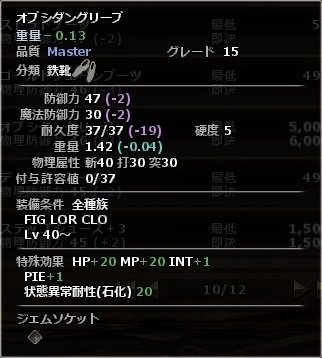 オブシダングリーブ
重量－0.13
品質 Master グレード 15
分類 鉄靴
防御力 47 (-2)
魔法防御力 30 (-2)
耐久度 37/37 (-19) 硬度 5
重量 1.42 (-0.04)
物理属性 斬40 打30 突30
付与許容値 0/37
装備条件 全種族
FIG LOR CLO
Lv 40～
特殊効果 HP+20 MP+20 INT+1
PIE+1
状態異常耐性(石化) 20
10/12
ジェムソケット